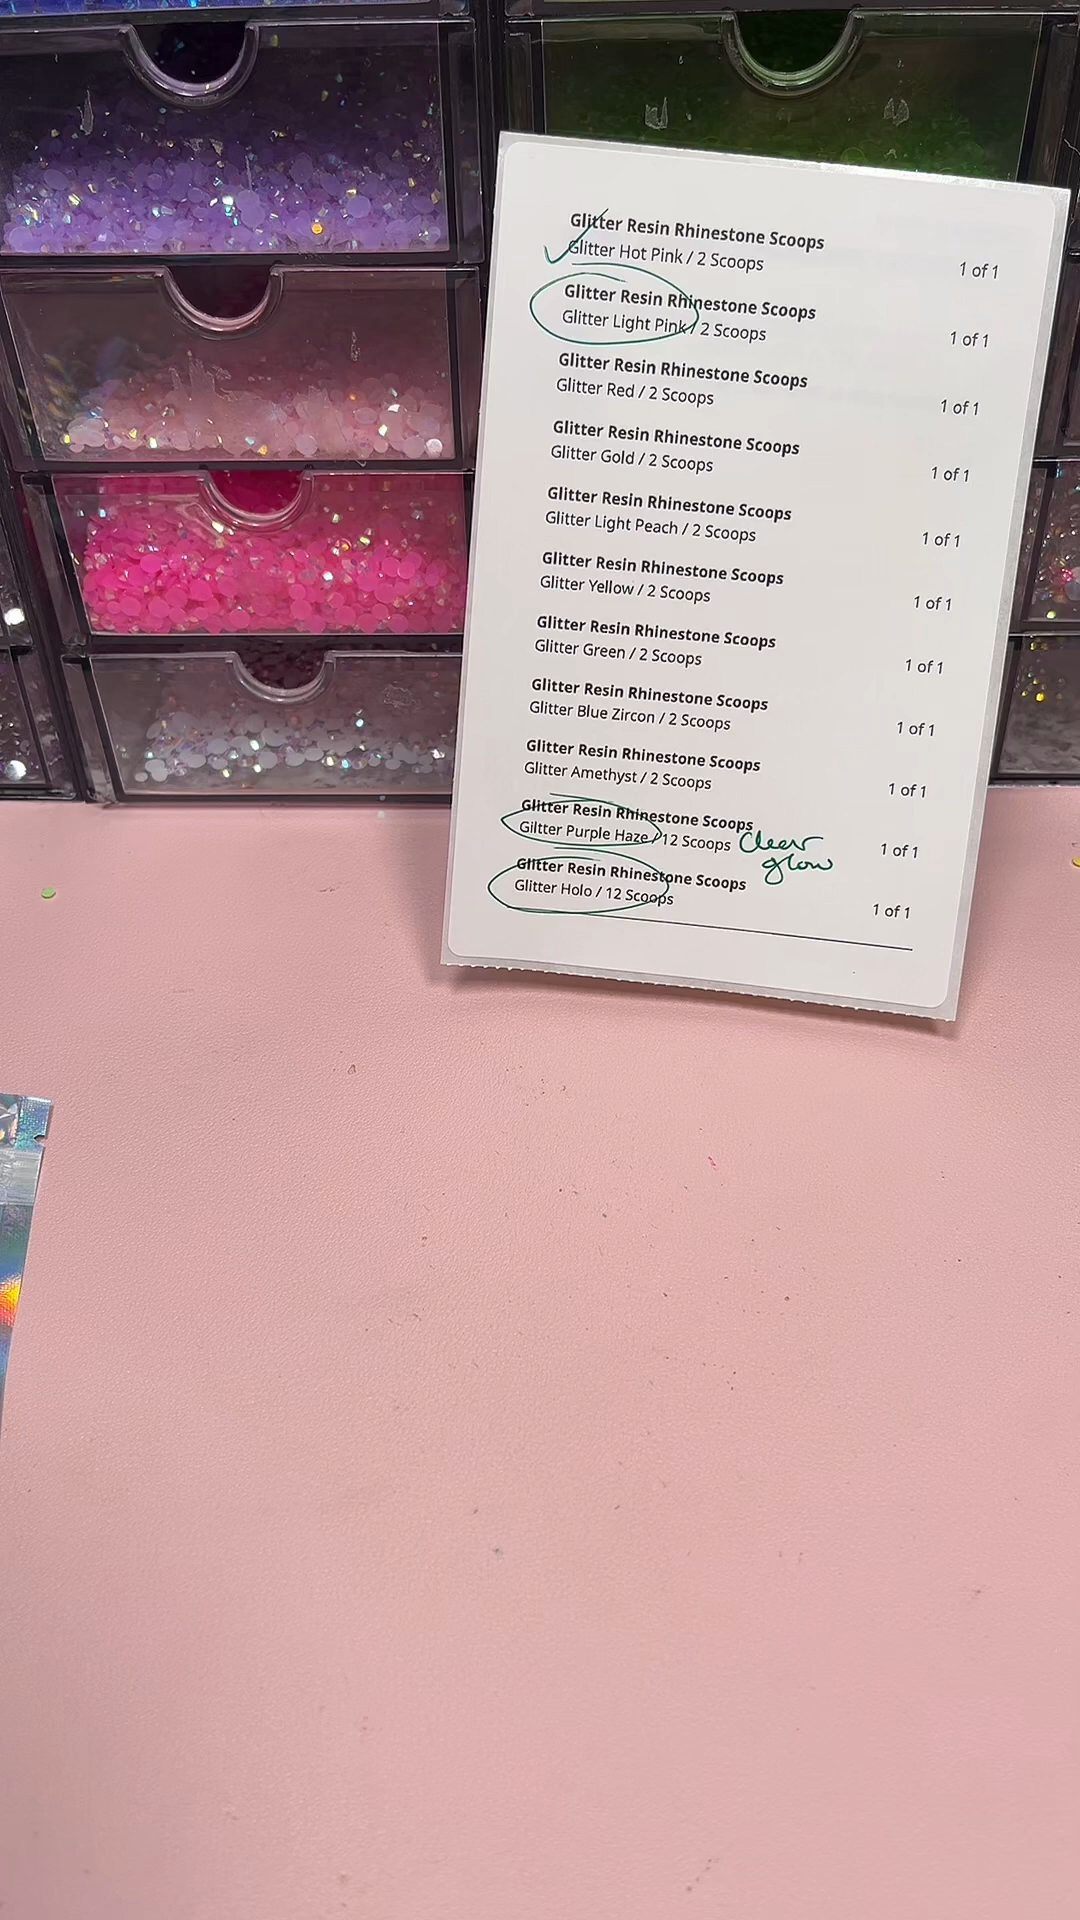 Glitter Resin Rhinestone Scoops
Glitter Hot Pink / 2 Scoops
1 of 1
Glitter Resin Rhinestone Scoops
Glitter Light Pink / 2 Scoops
1 of 1
Glitter Resin Rhinestone Scoops
Glitter Red / 2 Scoops
1 of 1
Glitter Resin Rhinestone Scoops
Glitter Gold / 2 Scoops
1 of 1
Glitter Resin Rhinestone Scoops
Glitter Light Peach / 2 Scoops
1 of 1
Glitter Resin Rhinestone Scoops
Glitter Yellow / 2 Scoops
1 of 1
Glitter Resin Rhinestone Scoops
Glitter Green / 2 Scoops
1 of 1
Glitter Resin Rhinestone Scoops
Glitter Blue Zircon / 2 Scoops
1 of 1
Glitter Resin Rhinestone Scoops
Glitter Amethyst / 2 Scoops
1 of 1
Glitter Resin Rhinestone Scoops
Giltter Purple Haze / 12 Scoops
Clear
glow
1 of 1
Glitter Resin Rhinestone Scoops
Glitter Holo / 12 Scoops
1 of 1